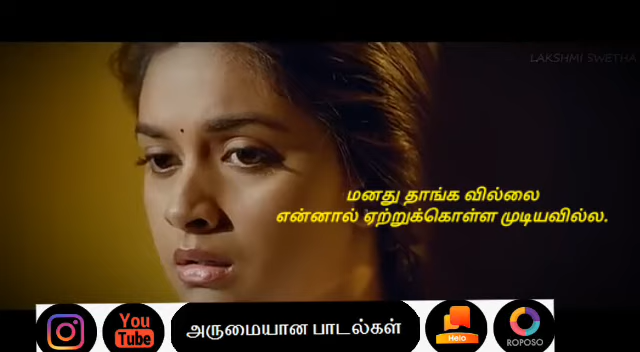 LAKSHMI SWETHA
மனது தாங்க வில்லை
என்னால் ஏற்றுக்கொள்ள முடியவில்ல.
You
Tube
அருமையான பாடல்கள்
Helo
ROPOSO